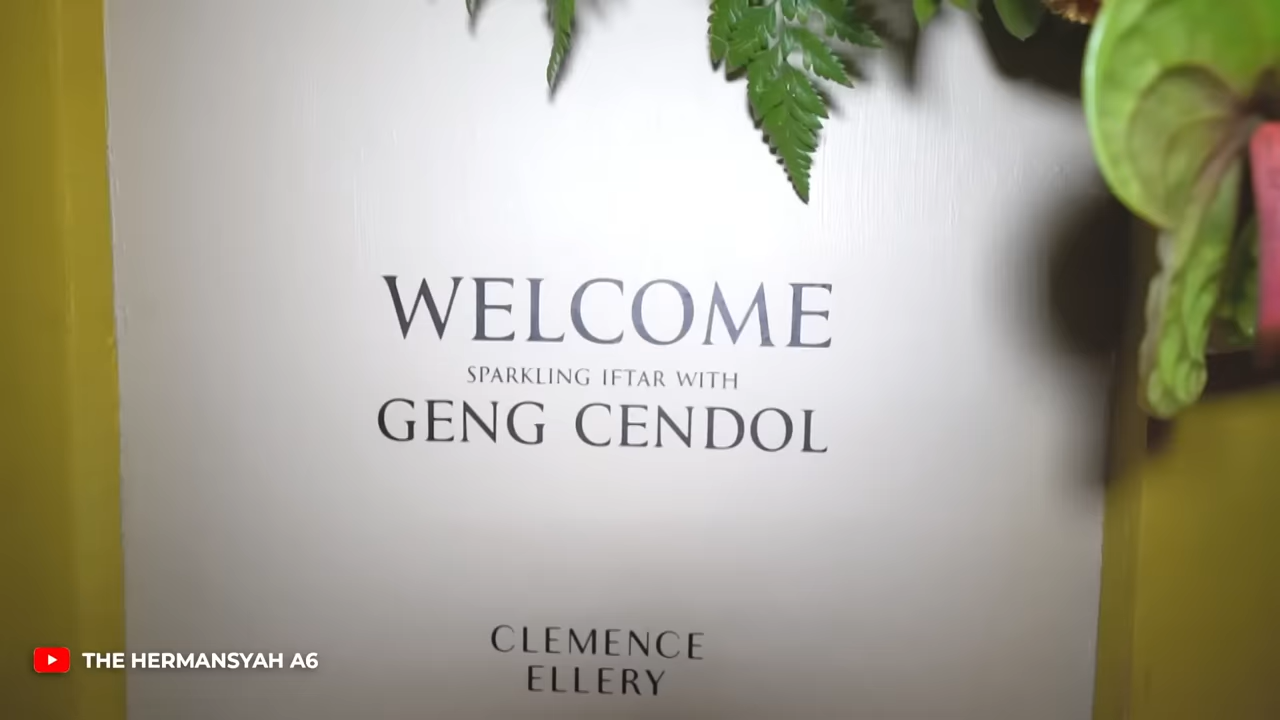 WELCOME
SPARKLING IFTAR WITH
GENG CENDOL
CLEMENCE
ELLERY
THE HERMANSYAH A6